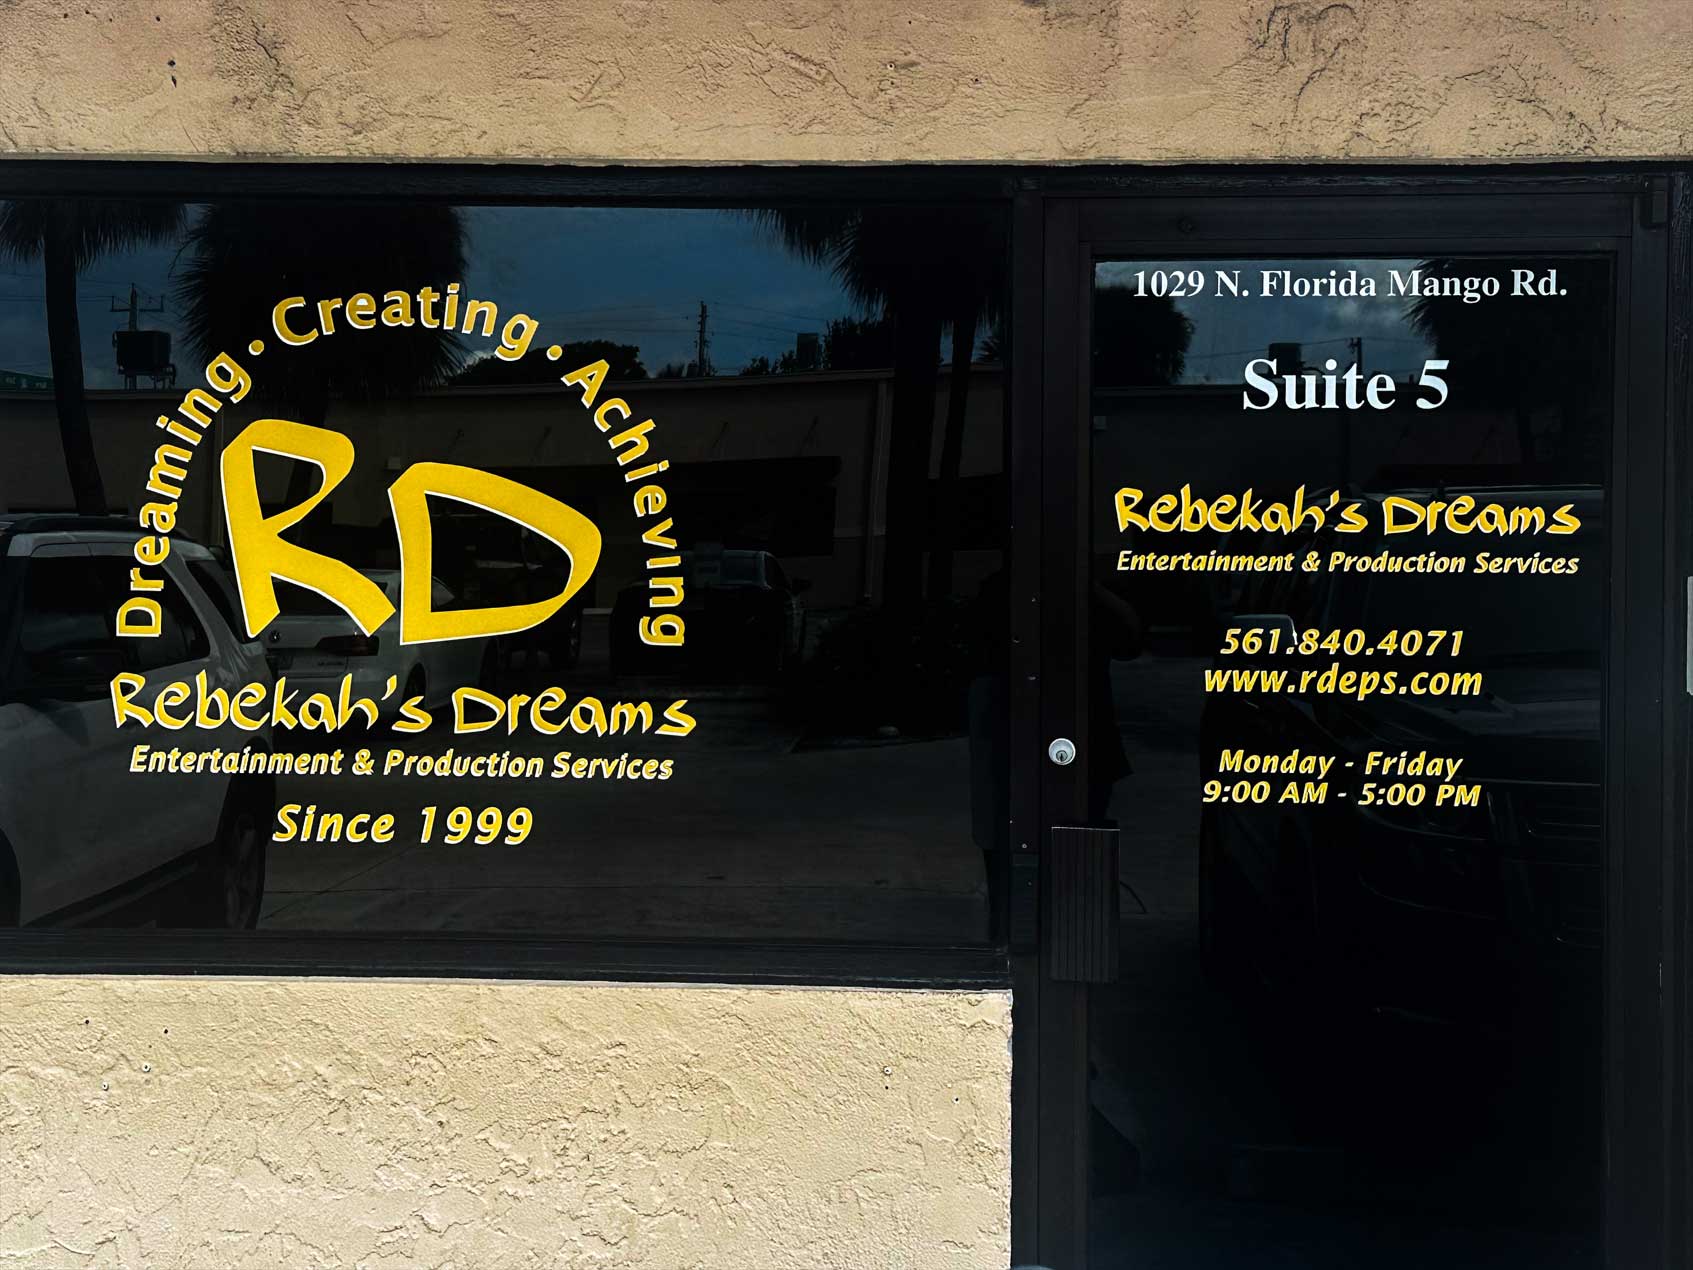 Dreaming · Creating · Achieving
RD
Rebekah's Dreams
Entertainment & Production Services
Since 1999
1029 N. Florida Mango Rd.
Suite 5
Rebekah's Dreams
Entertainment & Production Services
561.840.4071
www.rdeps.com
Monday - Friday
9:00 AM - 5:00 PM